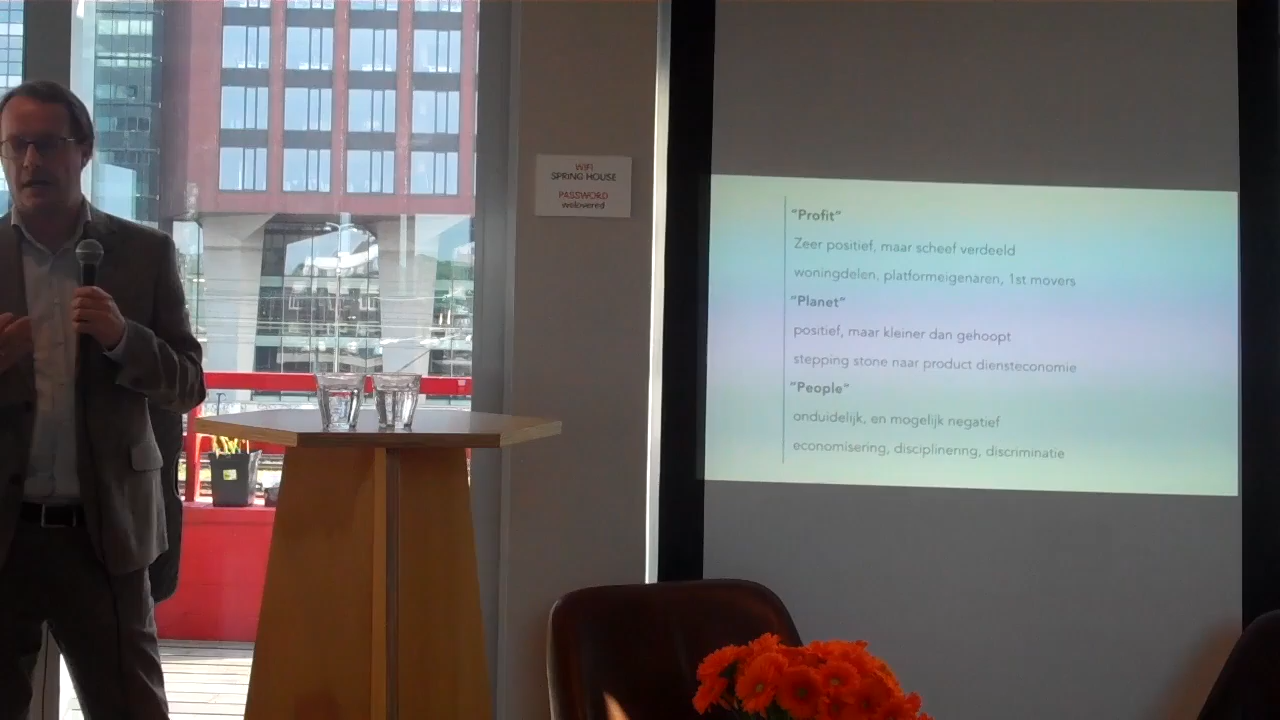 WIFI
SPRING HOUSE
PASSWORD
welovered
"Profit"
Zeer positief, maar scheef verdeeld
woningdelen, platformeigenaren, 1st movers
"Planet"
positief, maar kleiner dan gehoopt
stepping stone naar product diensteconomie
"People"
onduidelijk, en mogelijk negatief
economisering, disciplinering, discriminatie